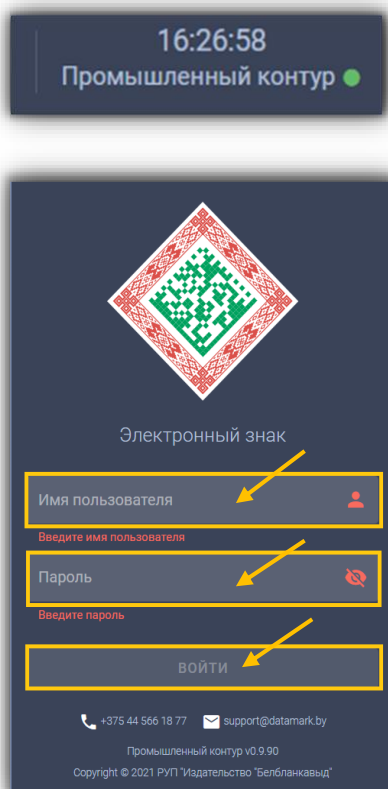 16:26:58
Промышленный контур
Электронный знак
Имя пользователя
Введите имя пользователя
Пароль
Введите пароль
ВОЙТИ
+375 44 566 18 77 support@datamark.by
Промышленный контур v0.9.90
Copyright © 2021 РУП "Издательство "Белбланкавыд"